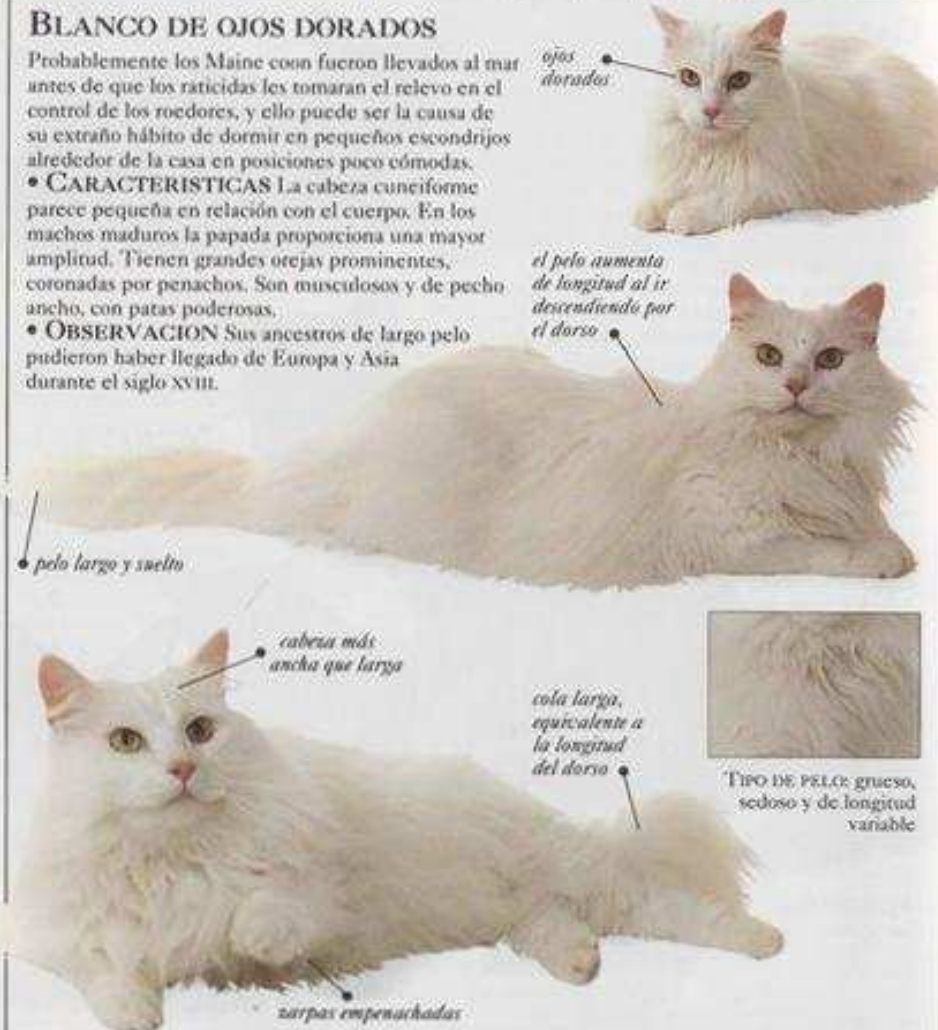 BLANCO DE OJOS DORADOS
Probablemente los Maine coon fueron llevados al mar
antes de que los raticidas les tomaran el relevo en el
control de los roedores, y ello puede ser la causa de
su extraño hábito de dormir en pequeños escondrijos
alrededor de la casa en posiciones poco cómodas.
• CARACTERISTICAS La cabeza cuneiforme
parece pequeña en relación con el cuerpo. En los
machos maduros la papada proporciona una mayor
amplitud. Tienen grandes orejas prominentes,
coronadas por penachos. Son musculosos y de pecho
ancho, con patas poderosas.
• OBSERVACION Sus ancestros de largo pelo
pudieron haber llegado de Europa y Asia
durante el siglo XVIII.
ojos
dorados
el pelo aumenta
de longitud al ir
descendiendo por
el dorso
pelo largo y suelto
cabeza más
ancha que larga
cola larga,
equivalente a
la longitud
del dorso
TIPO DE PELO: grueso,
sedoso y de longitud
variable
zarpas empenachadas